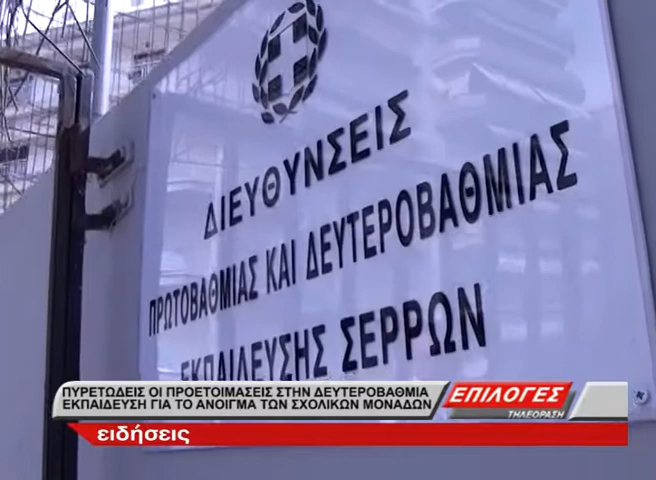 ΔΙΕΥΘΥΝΣΕΙΣ
ΠΡΩΤΟΒΑΘΜΙΑΣ ΚΑΙ ΔΕΥΤΕΡΟΒΑΘΜΙΑΣ
ΕΚΠΑΙΔΕΥΣΗΣ ΣΕΡΡΩΝ
ΠΥΡΕΤΩΔΕΙΣ ΟΙ ΠΡΟΕΤΟΙΜΑΣΕΙΣ ΣΤΗΝ ΔΕΥΤΕΡΟΒΑΘΜΙΑ
ΕΚΠΑΙΔΕΥΣΗ ΓΙΑ ΤΟ ΑΝΟΙΓΜΑ ΤΩΝ ΣΧΟΛΙΚΩΝ ΜΟΝΑΔΩΝ
ΕΠΙΛΟΓΕΣ
ΤΗΛΕΟΡΑΣΗ
ειδήσεις